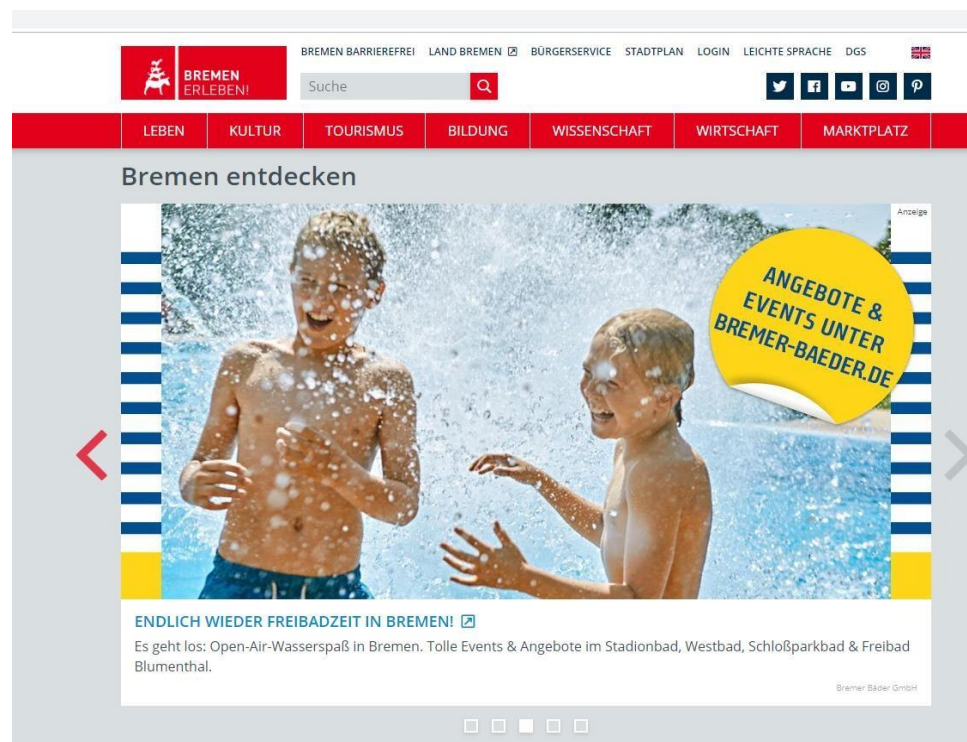 BREMEN BARRIEREFREI LAND BREMEN BÜRGERSERVICE STADTPLAN LOGIN LEICHTE SPRACHE DGS
BREMEN
ERLEBEN!
Suche
LEBEN KULTUR TOURISMUS BILDUNG WISSENSCHAFT WIRTSCHAFT MARKTPLATZ
Bremen entdecken
Anzeige
ANGEBOTE &
EVENTS UNTER
BREMER-BAEDER.DE
ENDLICH WIEDER FREIBADZEIT IN BREMEN!
Es geht los: Open-Air-Wasserspaß in Bremen. Tolle Events & Angebote im Stadionbad, Westbad, Schloßparkbad & Freibad
Blumenthal.
Bremer Bäder GmbH